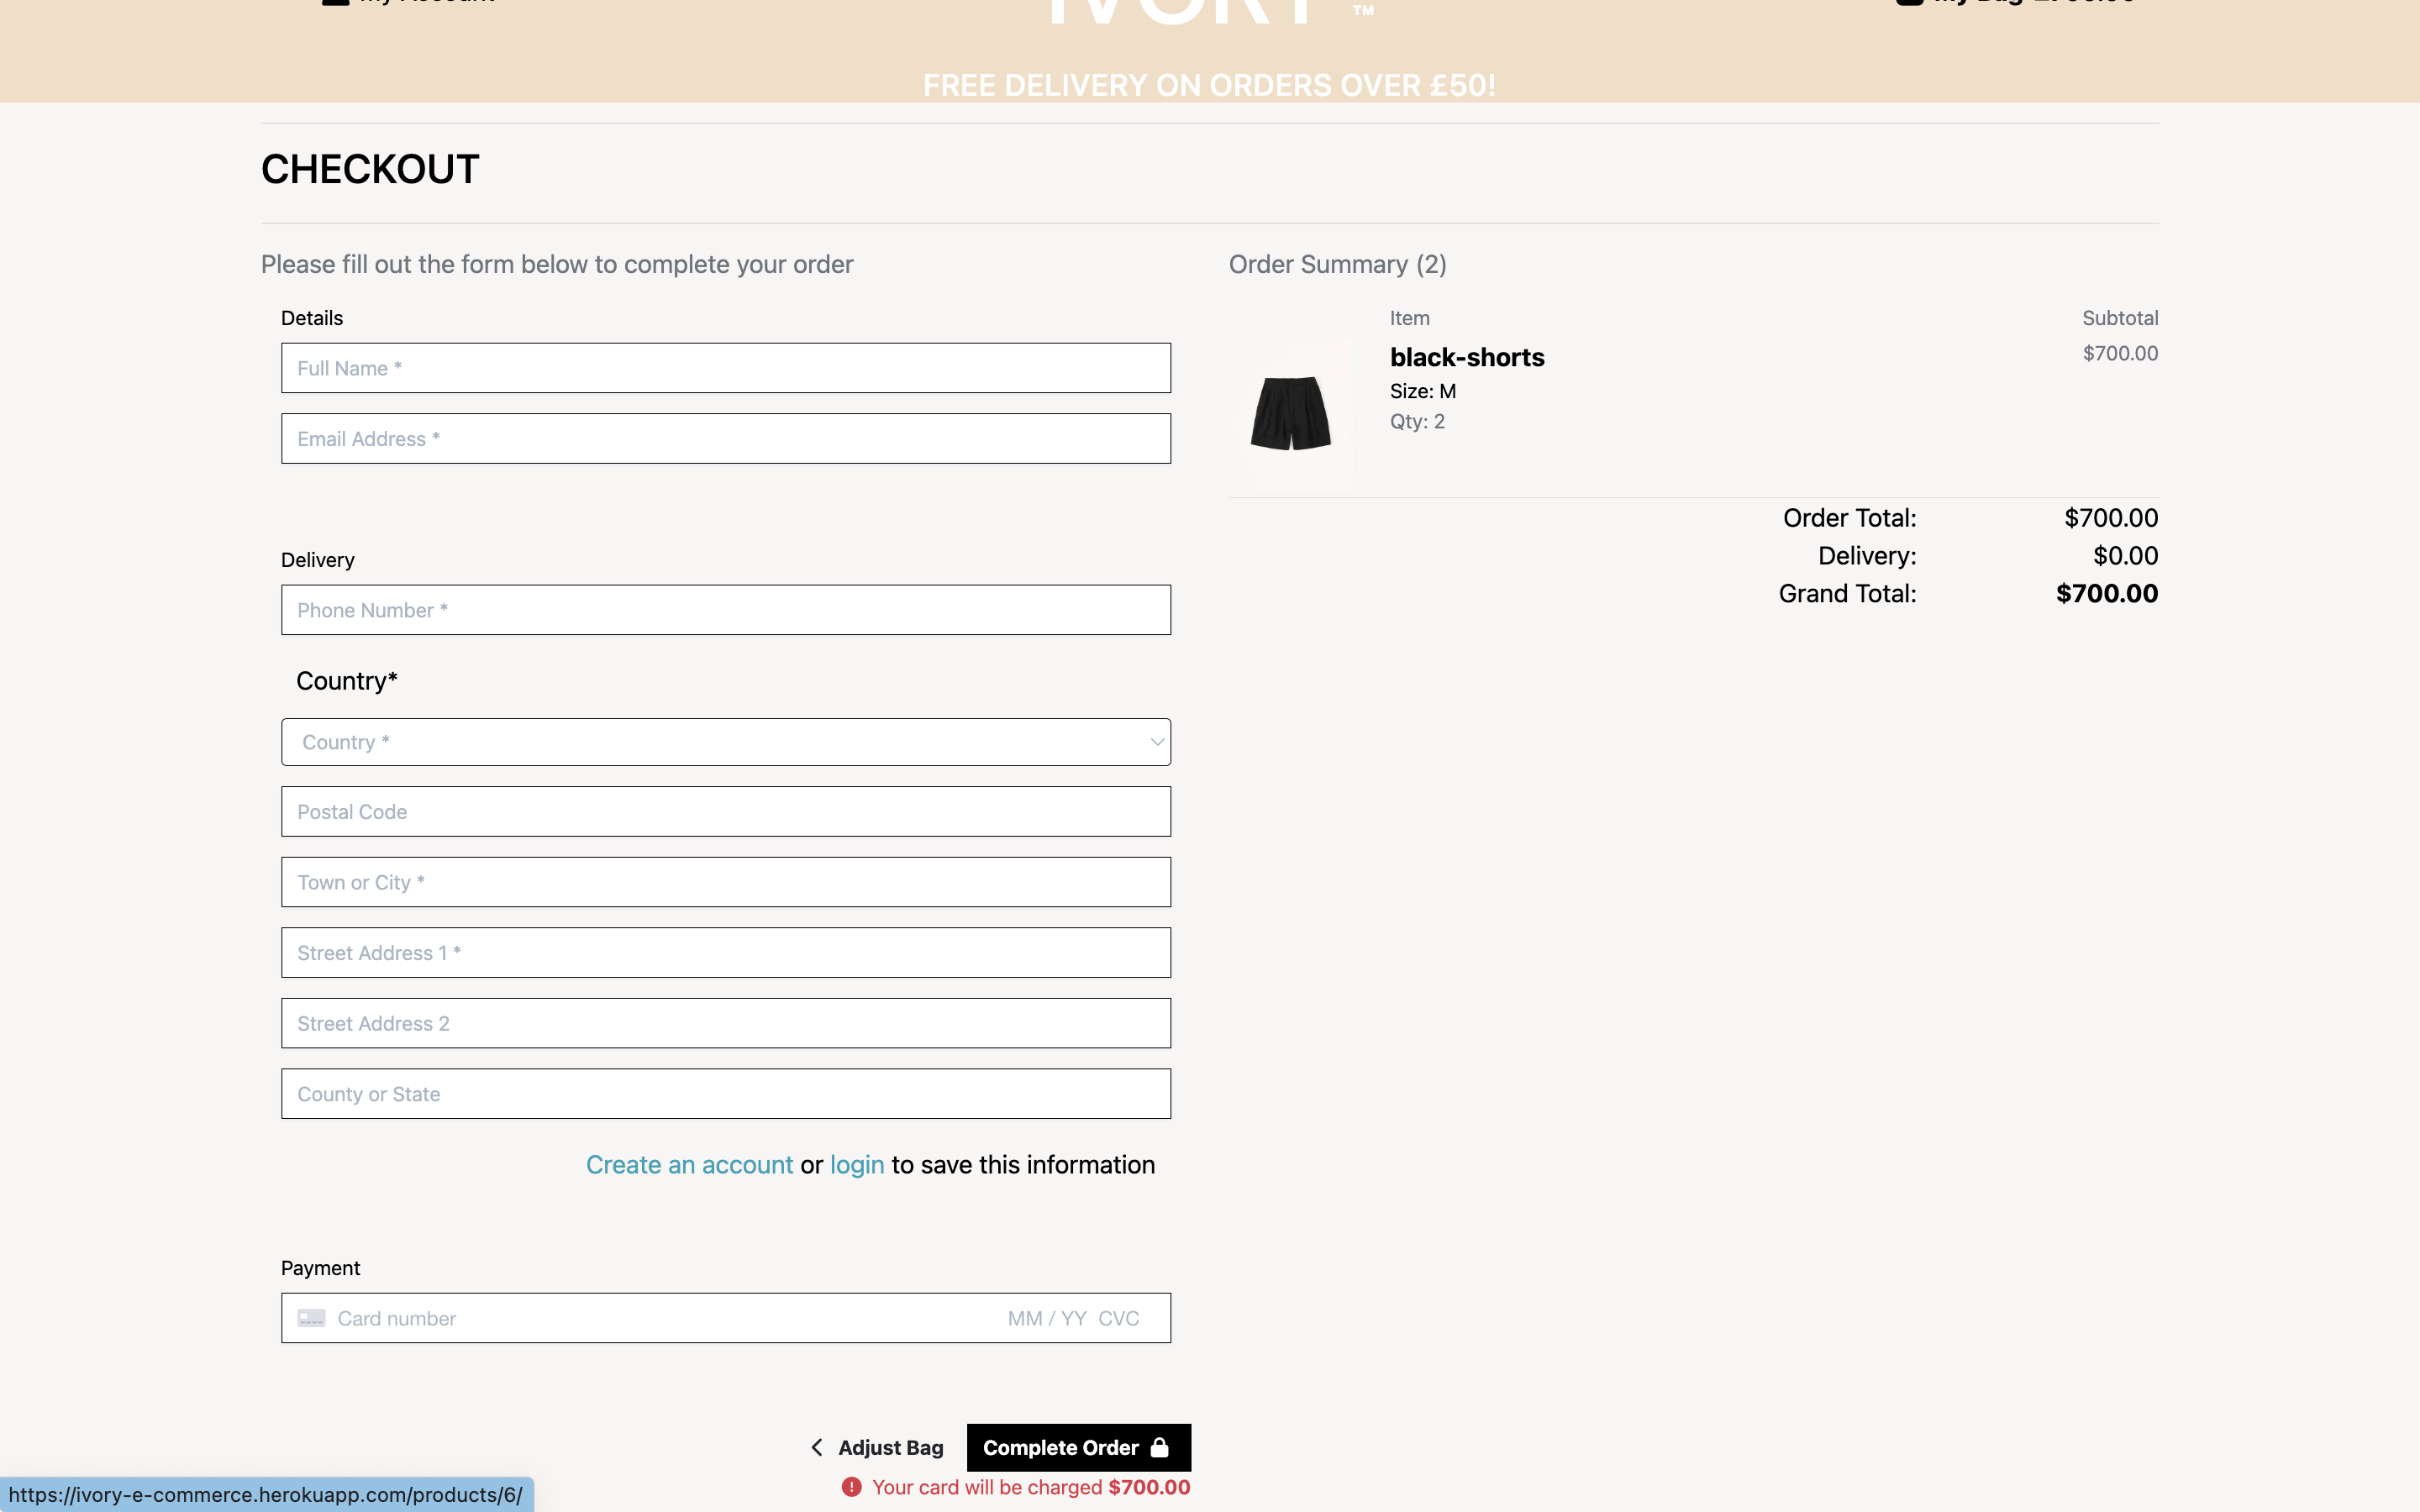 My Account
IVORY ™
My Bag
FREE DELIVERY ON ORDERS OVER £50!
CHECKOUT
Please fill out the form below to complete your order
Details
Full Name *
Email Address *
Delivery
Phone Number *
Country*
Country *
Postal Code
Town or City *
Street Address 1 *
Street Address 2
County or State
Create an account or login to save this information
Payment
Card number MM / YY CVC
Adjust Bag
Complete Order
Your card will be charged $700.00
Order Summary (2)
Item Subtotal
black-shorts $700.00
Size: M
Qty: 2
Order Total: $700.00
Delivery: $0.00
Grand Total: $700.00
https://ivory-e-commerce.herokuapp.com/products/6/